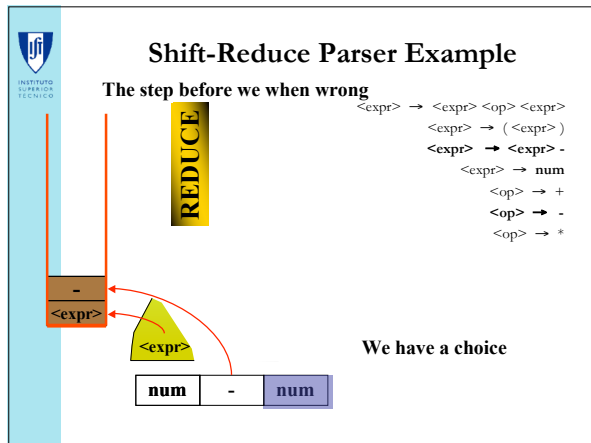 INSTITUTO
SUPERIOR
TÉCNICO
Shift-Reduce Parser Example
The step before we when wrong
REDUCE
<expr> → <expr> <op> <expr>
<expr> → ( <expr> )
<expr> → <expr> -
<expr> → num
<op> → +
<op> → -
<op> → *
-
<expr>
<expr>
We have a choice
num - num